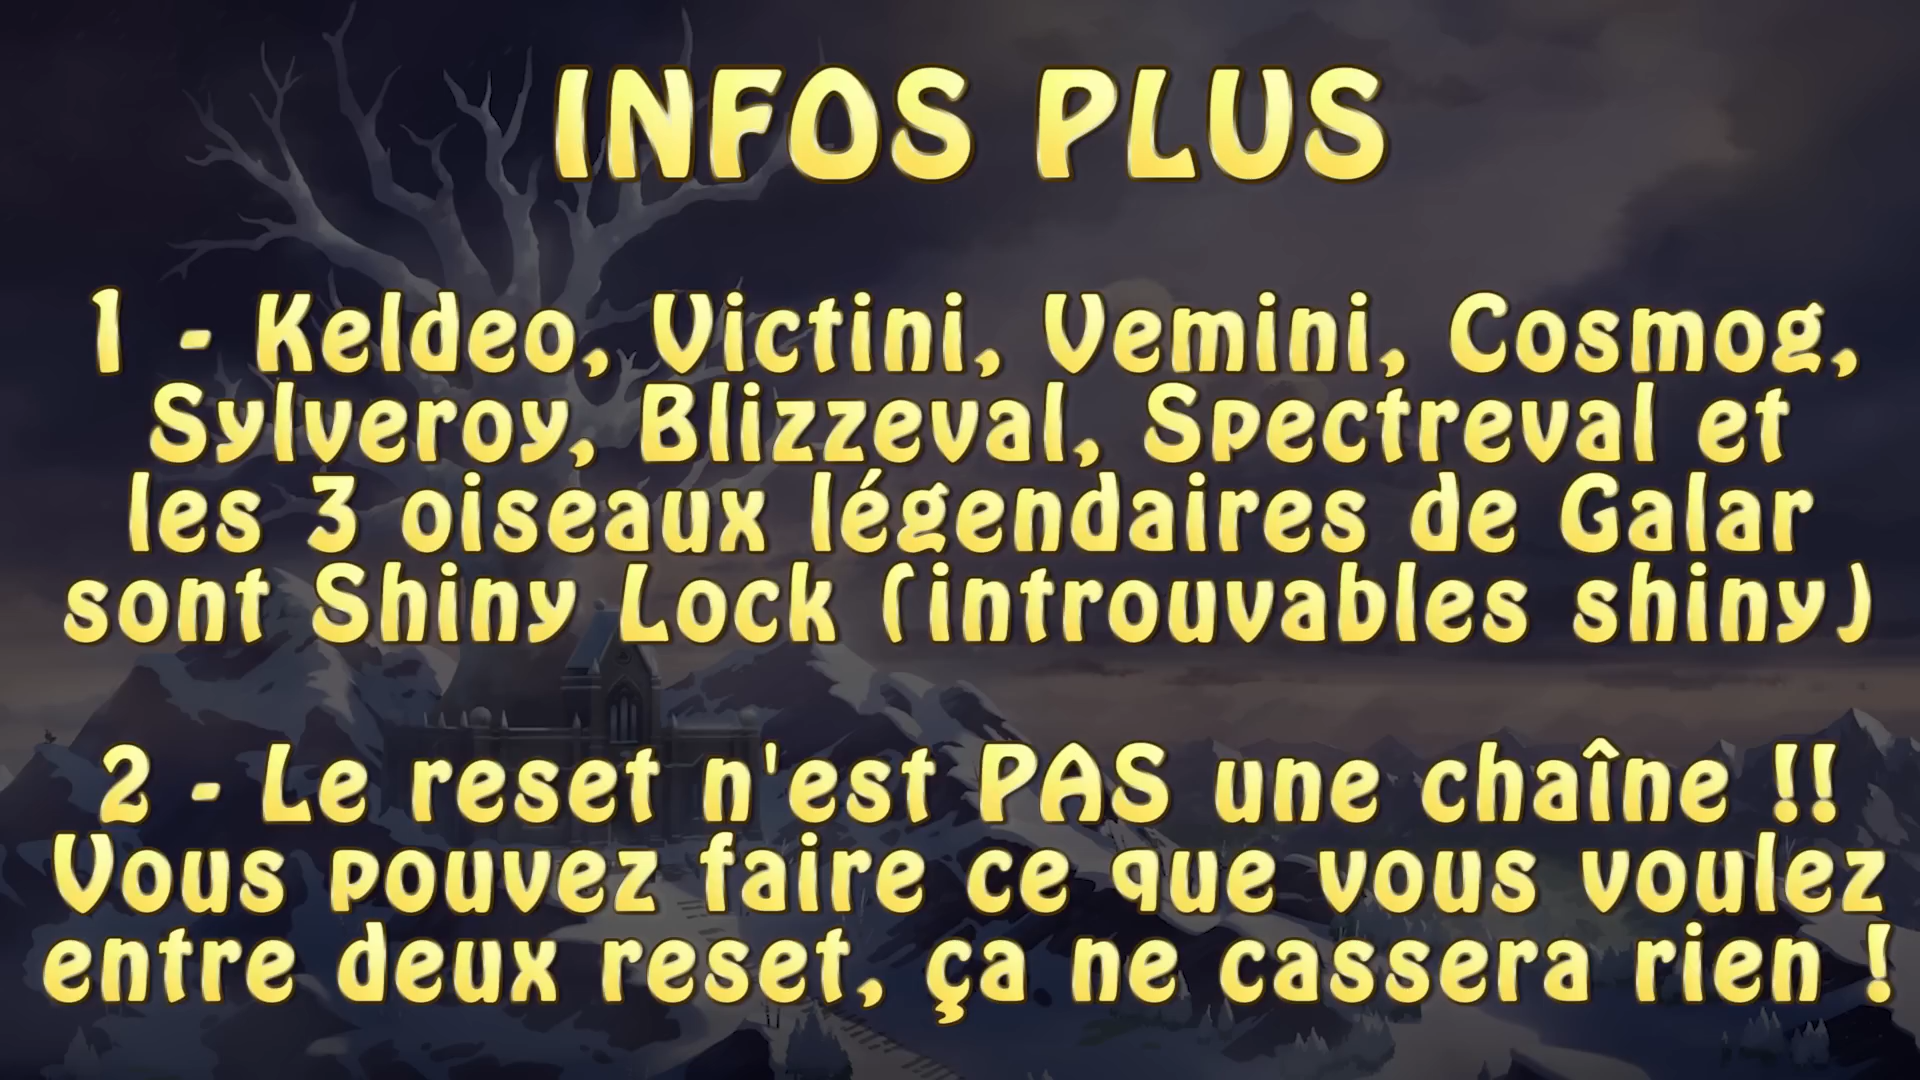 INFOS PLUS
1 - Keldeo, Victini, Vemini, Cosmog,
Sylveroy, Blizzeval, Spectreval et
les 3 oiseaux légendaires de Galar
sont Shiny Lock (introuvables shiny)
2 - Le reset n'est PAS une chaîne !!
Vous pouvez faire ce que vous voulez
entre deux reset, ça ne cassera rien !